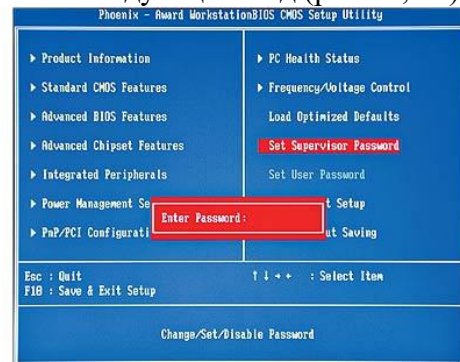 Phoenix - Award WorkstationBIOS CMOS Setup Utility
▶ Product Information
▶ Standard CMOS Features
▶ Advanced BIOS Features
▶ Advanced Chipset Features
▶ Integrated Peripherals
▶ Power Management Se
▶ PnP/PCI Configurati
▶ PC Health Status
▶ Frequency/Voltage Control
Load Optimized Defaults
Set Supervisor Password
Set User Password
t Setup
ut Saving
Enter Password:
Esc : Quit
F10 : Save & Exit Setup
↑ ↓ → ← : Select Item
Change/Set/Disable Password